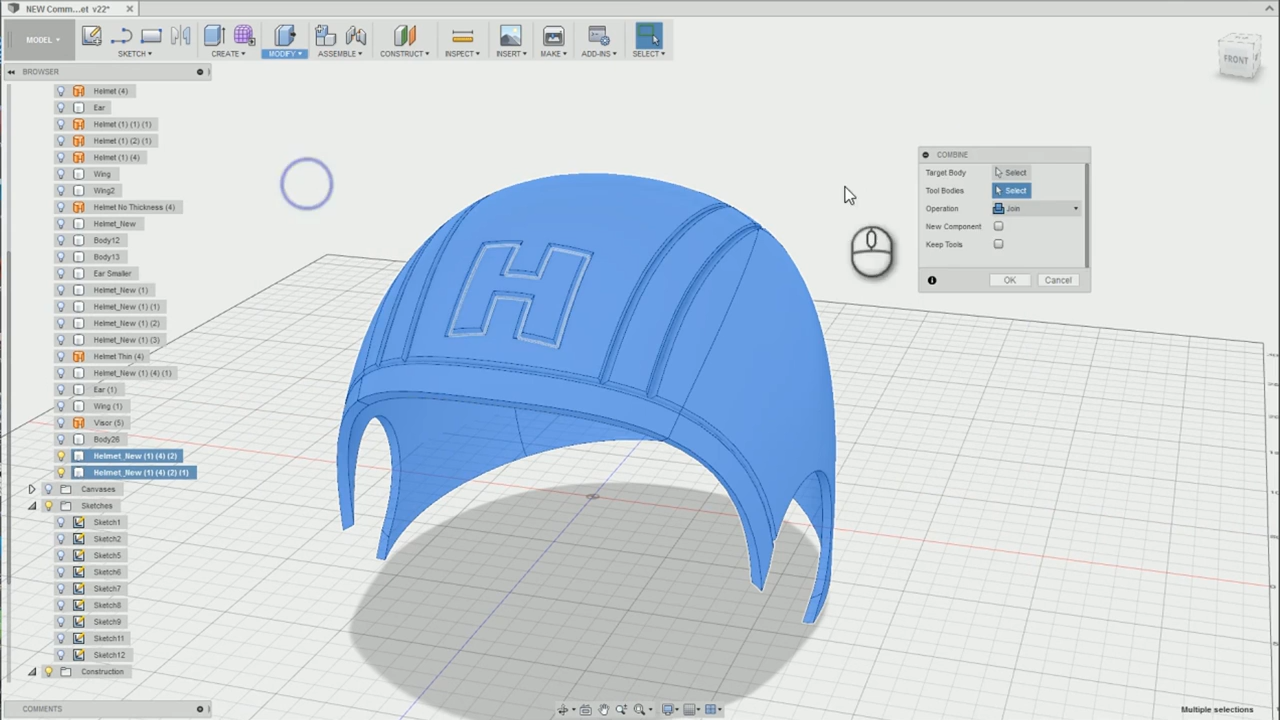 NEW Comm...et v22*
MODEL
SKETCH
CREATE
MODIFY
ASSEMBLE
CONSTRUCT
INSPECT
INSERT
MAKE
ADD-INS
SELECT
FRONT
BROWSER
Helmet (4)
Ear
Helmet (1) (1) (1)
Helmet (1) (2) (1)
Helmet (1) (4)
Wing
Wing2
Helmet No Thickness (4)
Helmet_New
Body12
Body13
Ear Smaller
Helmet_New (1)
Helmet_New (1) (1)
Helmet_New (1) (2)
Helmet_New (1) (3)
Helmet Thin (4)
Helmet_New (1) (4) (1)
Ear (1)
Wing (1)
Visor (5)
Body26
Helmet_New (1) (4) (2)
Helmet_New (1) (4) (2) (1)
Canvases
Sketches
Sketch1
Sketch2
Sketch5
Sketch6
Sketch7
Sketch8
Sketch9
Sketch11
Sketch12
Construction
COMMENTS
H
COMBINE
Target Body Select
Tool Bodies Select
Operation Join
New Component
Keep Tools
OK Cancel
Multiple selections